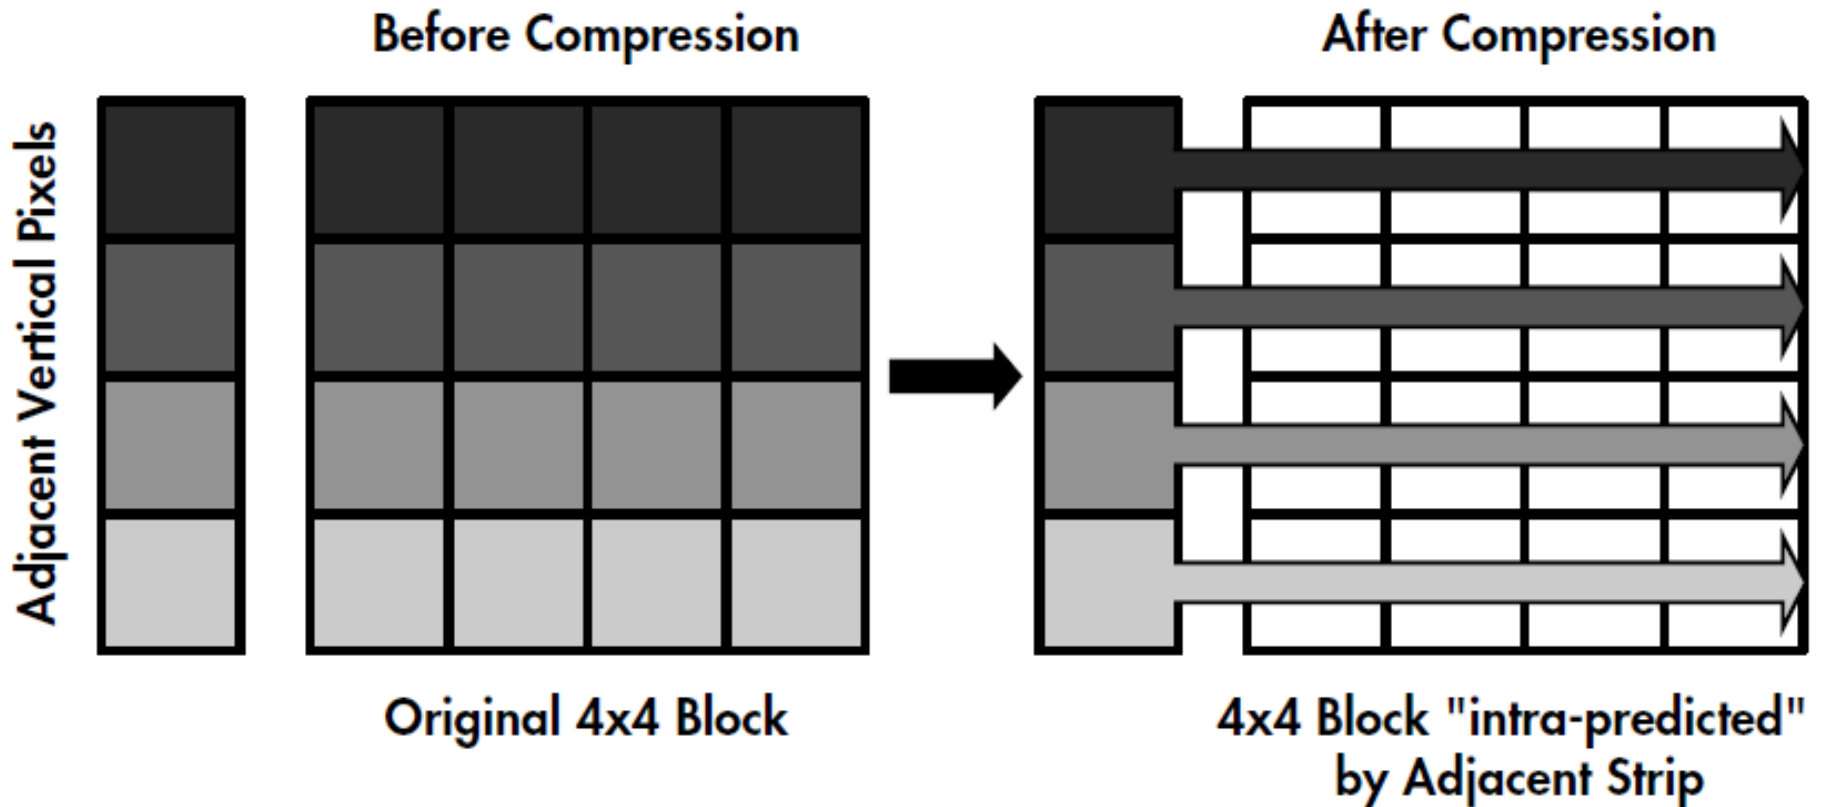 Before Compression
After Compression
Adjacent Vertical Pixels
Original 4x4 Block
4x4 Block "intra-predicted"
by Adjacent Strip